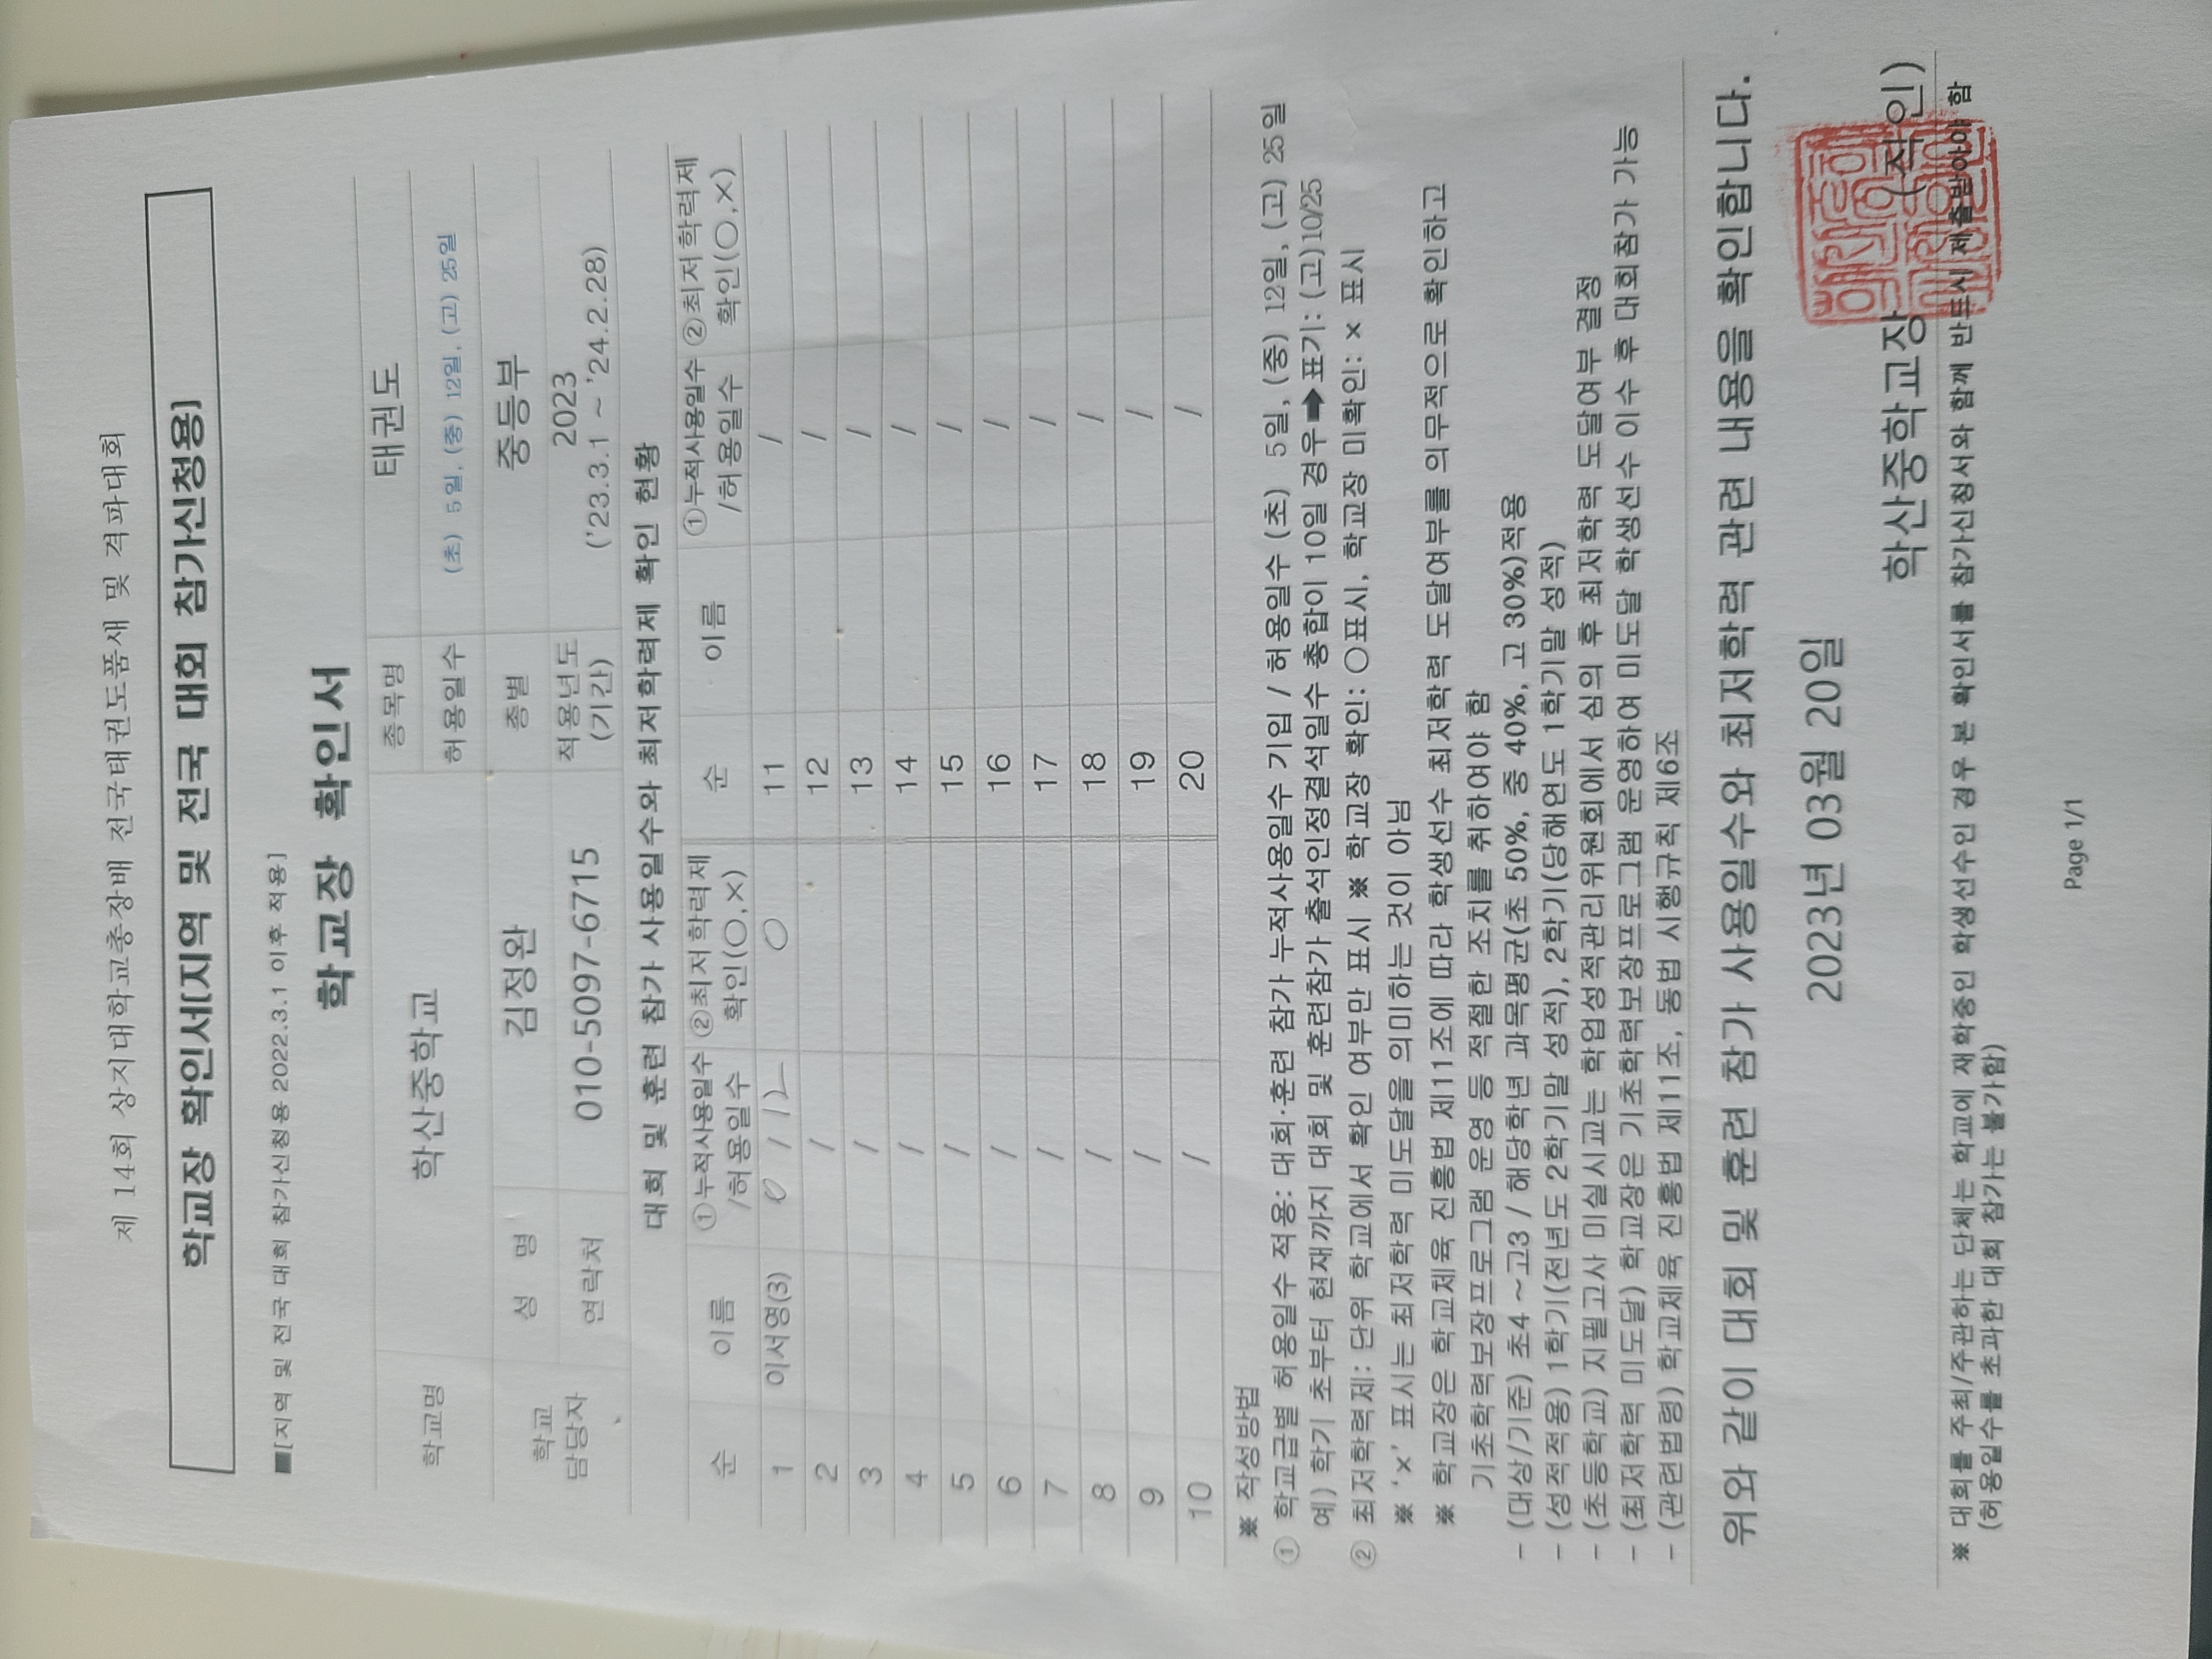 제 14회 상지대학교총장배 전국태권도품새 및 격파대회
학교장 확인서[지역 및 전국 대회 참가신청용]
■[지역 및 전국 대회 참가신청용 2022.3.1 이후 적용]
학교장 확인서
학교명 학산중학교 종목명 태권도
허용일수 (초) 5일, (중) 12일, (고) 25일
학교 담당자 성 명 김정완 종별 중등부
연락처 010-5097-6715 적용년도 (기간) 2023 ('23.3.1 ~ '24.2.28)
대회 및 훈련 참가 사용일수와 최저학력제 확인 현황
순 이름 ①누적사용일수 /허용일수 ②최저학력제 확인(○,×) 순 이름 ①누적사용일수 /허용일수 ②최저학력제 확인(○,×)
1 이서영(3) 0 / 12 ○ 11 /
2 / 12 /
3 / 13 /
4 / 14 /
5 / 15 /
6 / 16 /
7 / 17 /
8 / 18 /
9 / 19 /
10 / 20 /
※ 작성방법
① 학교급별 허용일수 적용: 대회·훈련 참가 누적사용일수 기입 / 허용일수 (초) 5일, (중) 12일, (고) 25일
예) 학기 초부터 현재까지 대회 및 훈련참가 출석인정결석일수 총합이 10일 경우➡표기: (고)10/25
② 최저학력제: 단위 학교에서 확인 여부만 표시 ※ 학교장 확인: ○표시, 학교장 미확인: × 표시
※ '×' 표시는 최저학력 미도달을 의미하는 것이 아님
※ 학교장은 학교체육 진흥법 제11조에 따라 학생선수 최저학력 도달여부를 의무적으로 확인하고
기초학력보장프로그램 운영 등 적절한 조치를 취하여야 함
- (대상/기준) 초4 ~고3 / 해당학년 과목평균(초 50%, 중 40%, 고 30%)적용
- (성적적용) 1학기(전년도 2학기말 성적), 2학기(당해연도 1학기말 성적)
- (초등학교) 지필고사 미실시교는 학업성적관리위원회에서 심의 후 최저학력 도달여부 결정
- (최저학력 미도달) 학교장은 기초학력보장프로그램 운영하여 미도달 학생선수 이수 후 대회참가 가능
- (관련법령) 학교체육 진흥법 제11조, 동법 시행규칙 제6조
위와 같이 대회 및 훈련 참가 사용일수와 최저학력 관련 내용을 확인합니다.
2023년 03월 20일
학산중학교장 (직인)
※ 대회를 주최/주관하는 단체는 학교에 재학중인 학생선수인 경우 본 확인서를 참가신청서와 함께 반드시 제출받아야 함
(허용일수를 초과한 대회 참가는 불가함)
Page 1/1